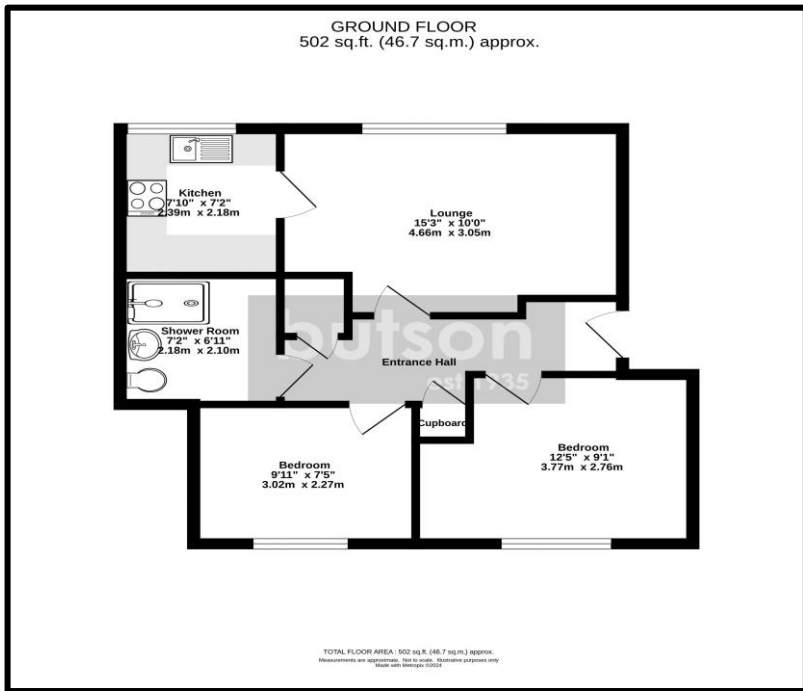 GROUND FLOOR
502 sq.ft. (46.7 sq.m.) approx.
Kitchen
7'10" x 7'2"
2.39m x 2.18m
Lounge
15'3" x 10'0"
4.66m x 3.05m
Shower Room
7'2" x 6'11"
2.18m x 2.10m
butson
est 1935
Entrance Hall
Cupboard
Bedroom
9'11" x 7'5"
3.02m x 2.27m
Bedroom
12'5" x 9'1"
3.77m x 2.76m
TOTAL FLOOR AREA : 502 sq.ft. (46.7 sq.m.) approx.
Measurements are approximate. Not to scale. Illustrative purposes only
Made with Metropix ©2024